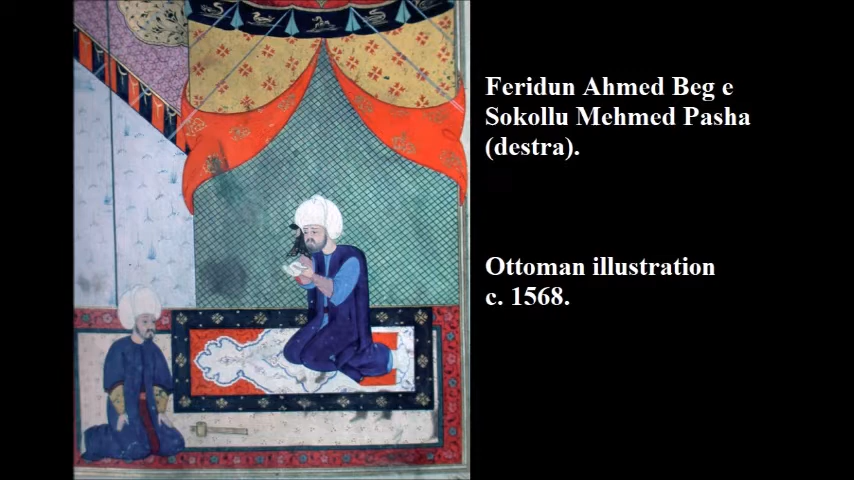 Feridun Ahmed Beg e
Sokollu Mehmed Pasha
(destra).
Ottoman illustration
c. 1568.